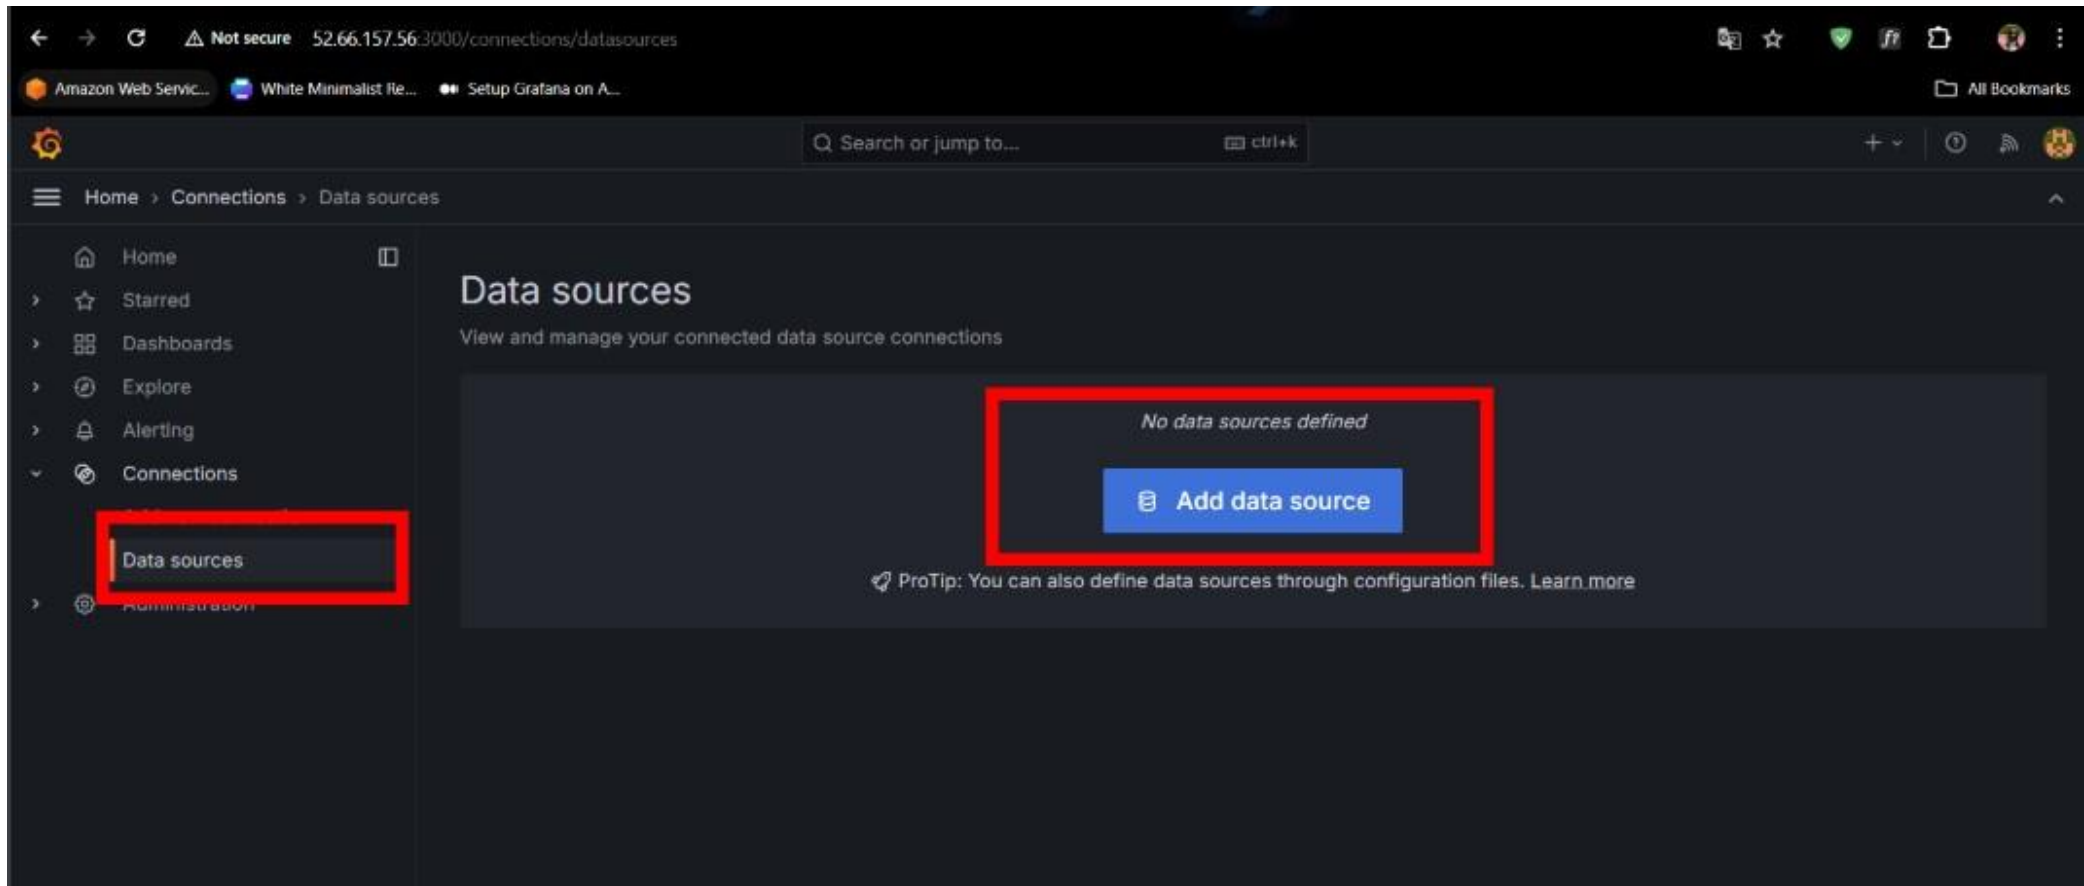 Not secure 52.66.157.56:3000/connections/datasources
Amazon Web Servic... White Minimalist Re... Setup Grafana on A... All Bookmarks
Search or jump to... ctrl+k
Home › Connections › Data sources
Home
Starred
Dashboards
Explore
Alerting
Connections
Data sources
Administration
Data sources
View and manage your connected data source connections
No data sources defined
Add data source
ProTip: You can also define data sources through configuration files. Learn more